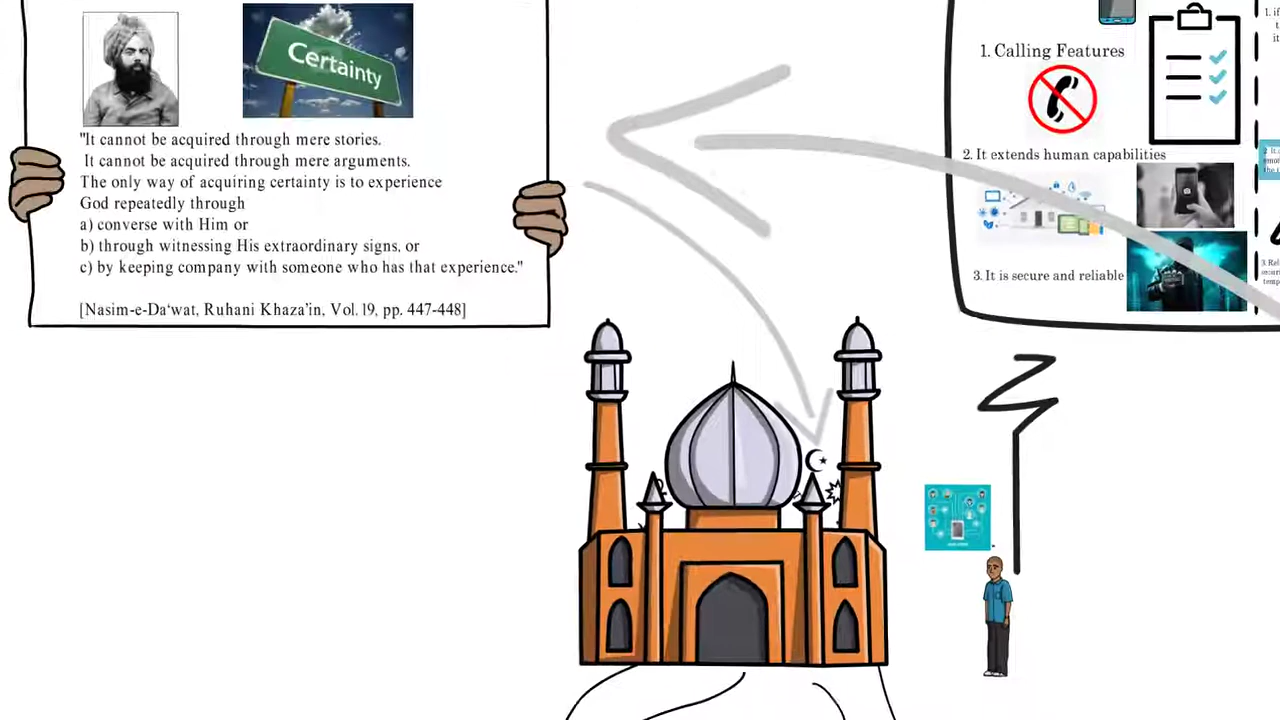 Certainty
"It cannot be acquired through mere stories.
It cannot be acquired through mere arguments.
The only way of acquiring certainty is to experience
God repeatedly through
a) converse with Him or
b) through witnessing His extraordinary signs, or
c) by keeping company with someone who has that experience."
[Nasim-e-Da‘wat, Ruhani Khaza’in, Vol. 19, pp. 447-448]
1. Calling Features
2. It extends human capabilities
3. It is secure and reliable
1. if